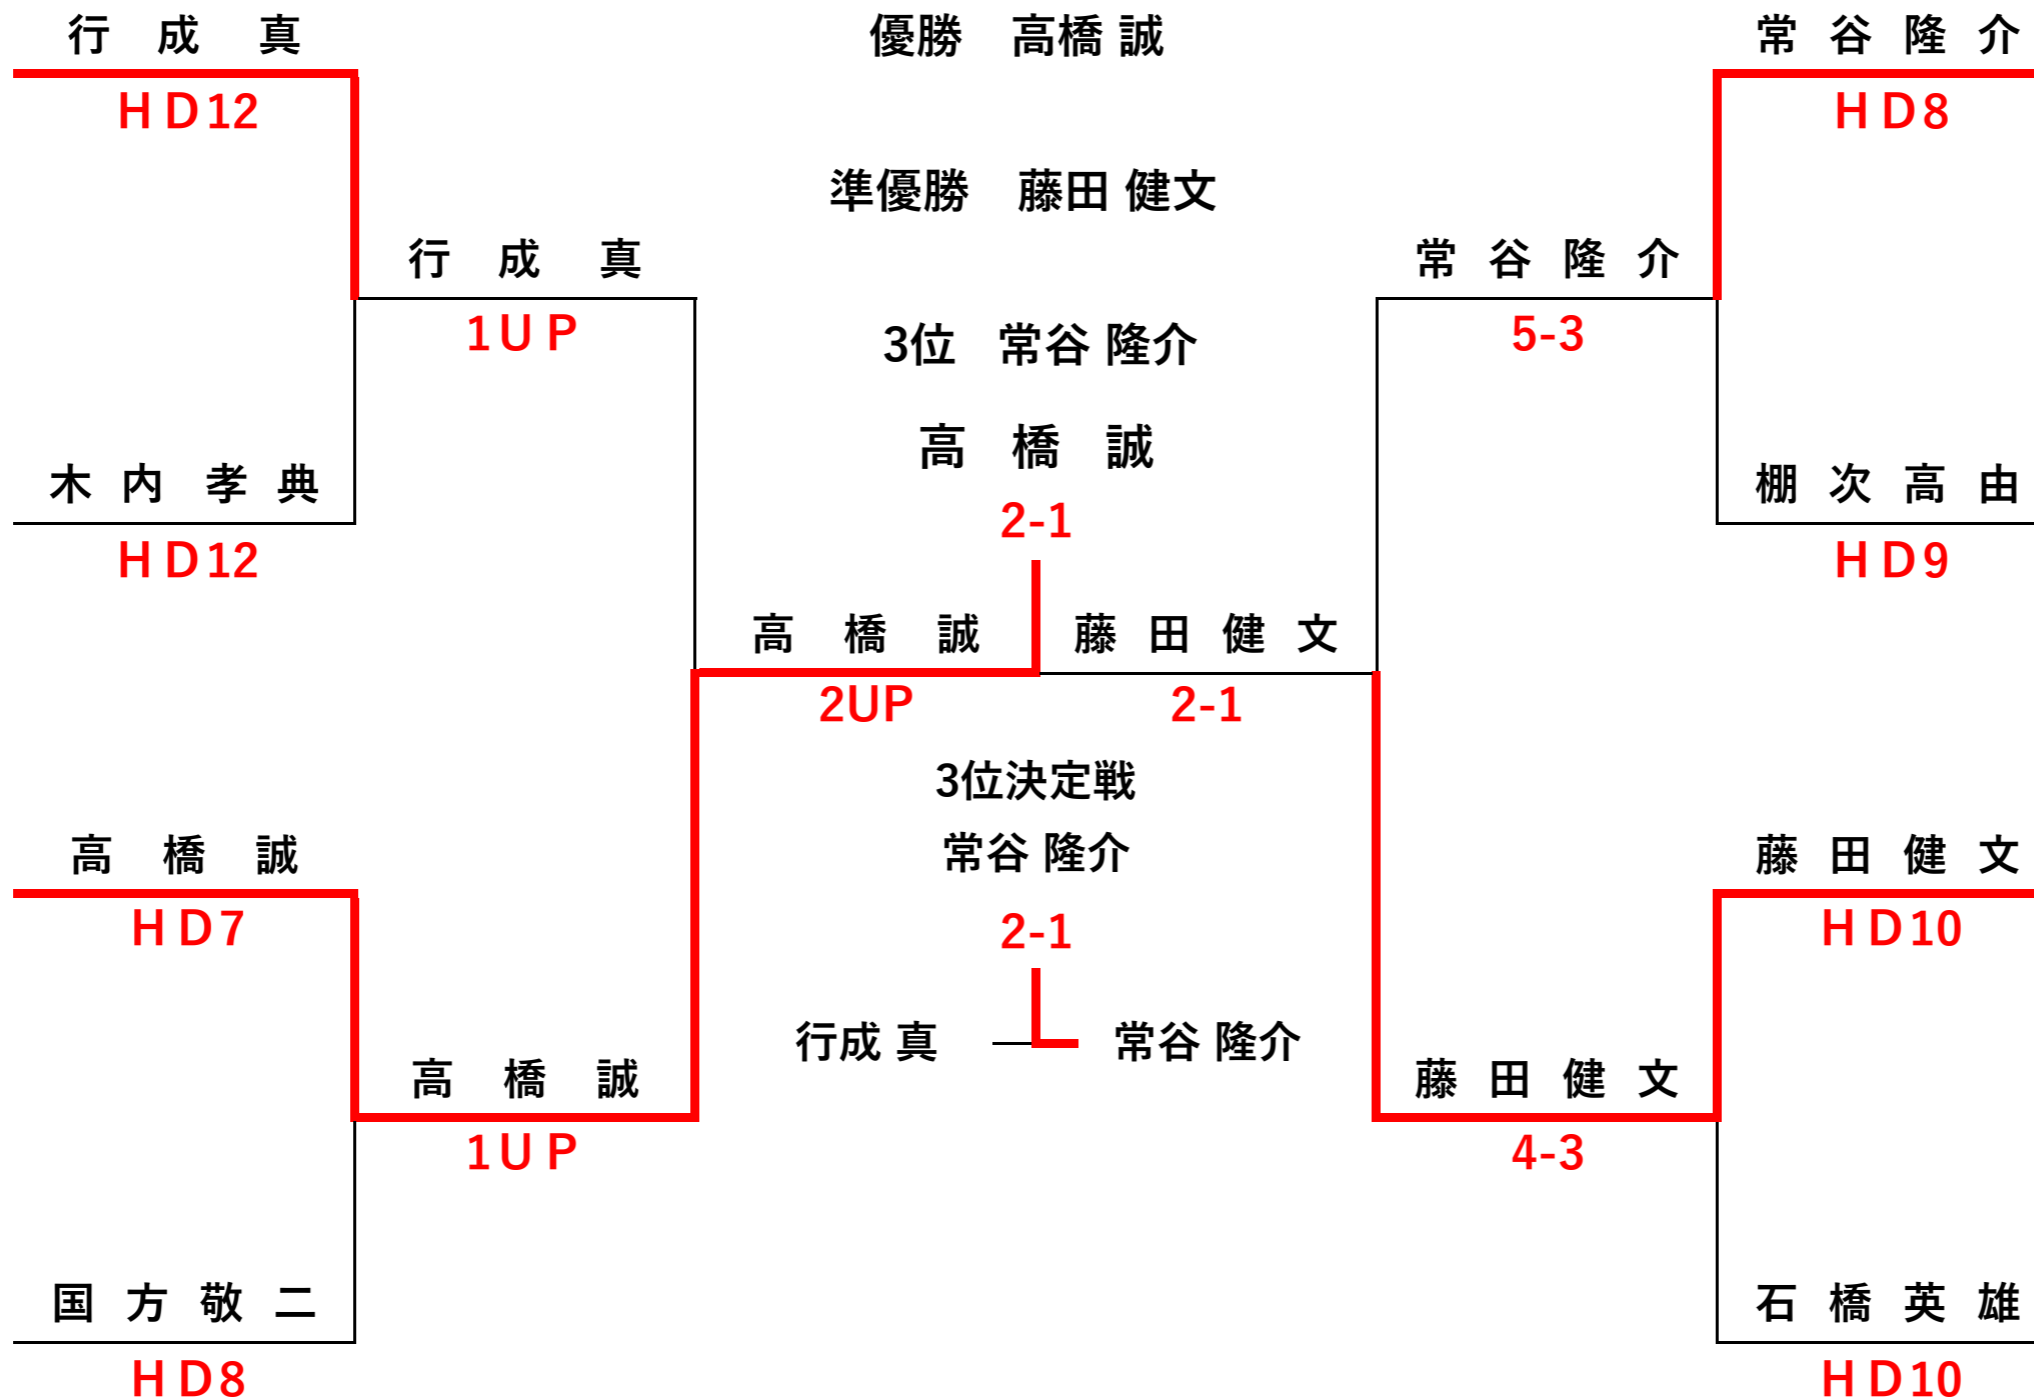 行成真
優勝 高橋 誠
常谷隆介
HD12
HD8
準優勝 藤田 健文
行成真
常谷隆介
1UP
3位 常谷 隆介
5-3
高橋誠
木内孝典
棚次高由
2-1
HD12
HD9
高橋誠
藤田健文
2UP
2-1
3位決定戦
高橋誠
常谷 隆介
藤田健文
HD7
2-1
HD10
行成 真
常谷 隆介
高橋誠
藤田健文
1UP
4-3
国方敬二
石橋英雄
HD8
HD10